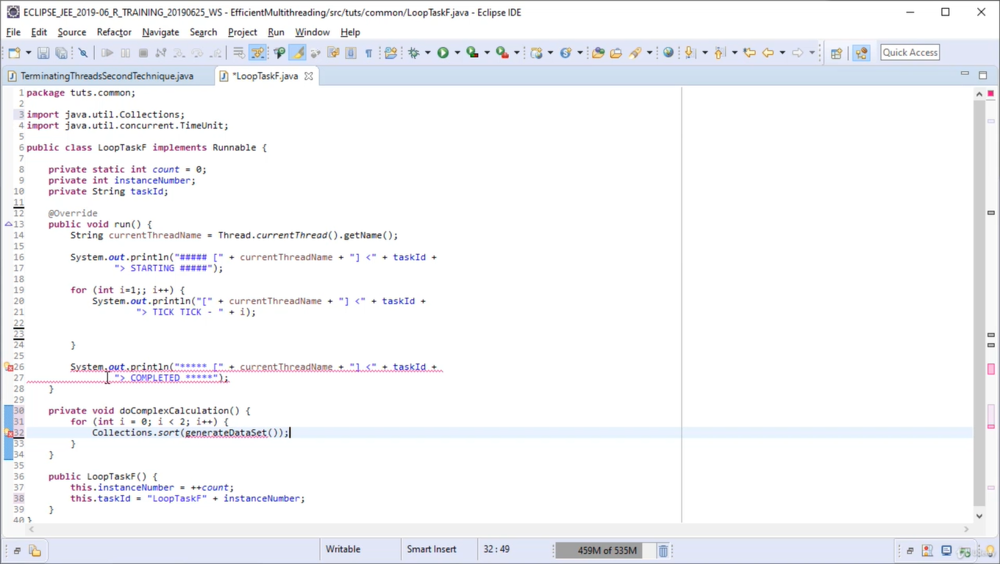 ECLIPSE_JEE_2019-06_R_TRAINING_20190625_WS - EfficientMultithreading/src/tuts/common/LoopTaskF.java - Eclipse IDE
File Edit Source Refactor Navigate Search Project Run Window Help
Quick Access
TerminatingThreadsSecondTechnique.java *LoopTaskF.java
1 package tuts.common;
2
3 import java.util.Collections;
4 import java.util.concurrent.TimeUnit;
5
6 public class LoopTaskF implements Runnable {
7
8 private static int count = 0;
9 private int instanceNumber;
10 private String taskId;
11
12 @Override
13 public void run() {
14 String currentThreadName = Thread.currentThread().getName();
15
16 System.out.println("##### [" + currentThreadName + "] <" + taskId +
17 "> STARTING #####");
18
19 for (int i=1;; i++) {
20 System.out.println("[" + currentThreadName + "] <" + taskId +
21 "> TICK TICK - " + i);
22
23
24 }
25
26 System.out.println("***** [" + currentThreadName + "] <" + taskId +
27 "> COMPLETED *****");
28 }
29
30 private void doComplexCalculation() {
31 for (int i = 0; i < 2; i++) {
32 Collections.sort(generateDataSet());
33 }
34 }
35
36 public LoopTaskF() {
37 this.instanceNumber = ++count;
38 this.taskId = "LoopTaskF" + instanceNumber;
39 }
40 }
Writable Smart Insert 32 : 49 459M of 535M